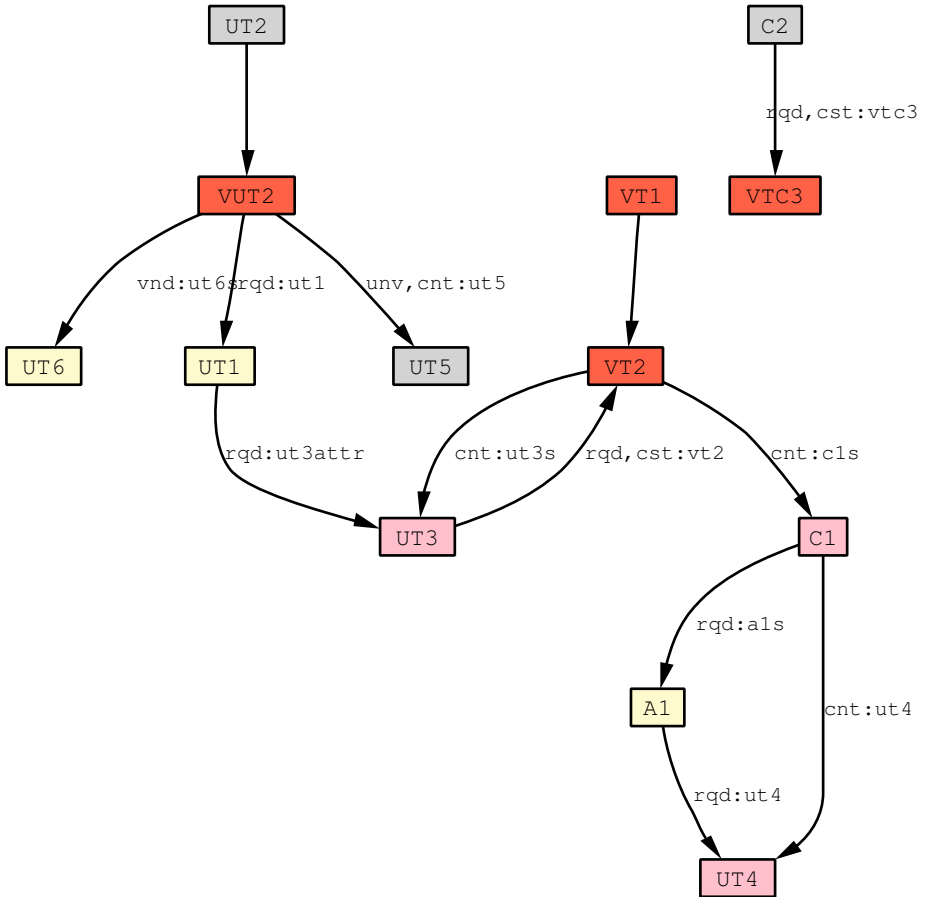 UT2
C2
rqd,cst:vtc3
VUT2
VT1
VTC3
vnd:ut6s
rqd:ut1
unv,cnt:ut5
UT6
UT1
UT5
VT2
rqd:ut3attr
cnt:ut3s
rqd,cst:vt2
cnt:c1s
UT3
C1
rqd:a1s
A1
cnt:ut4
rqd:ut4
UT4